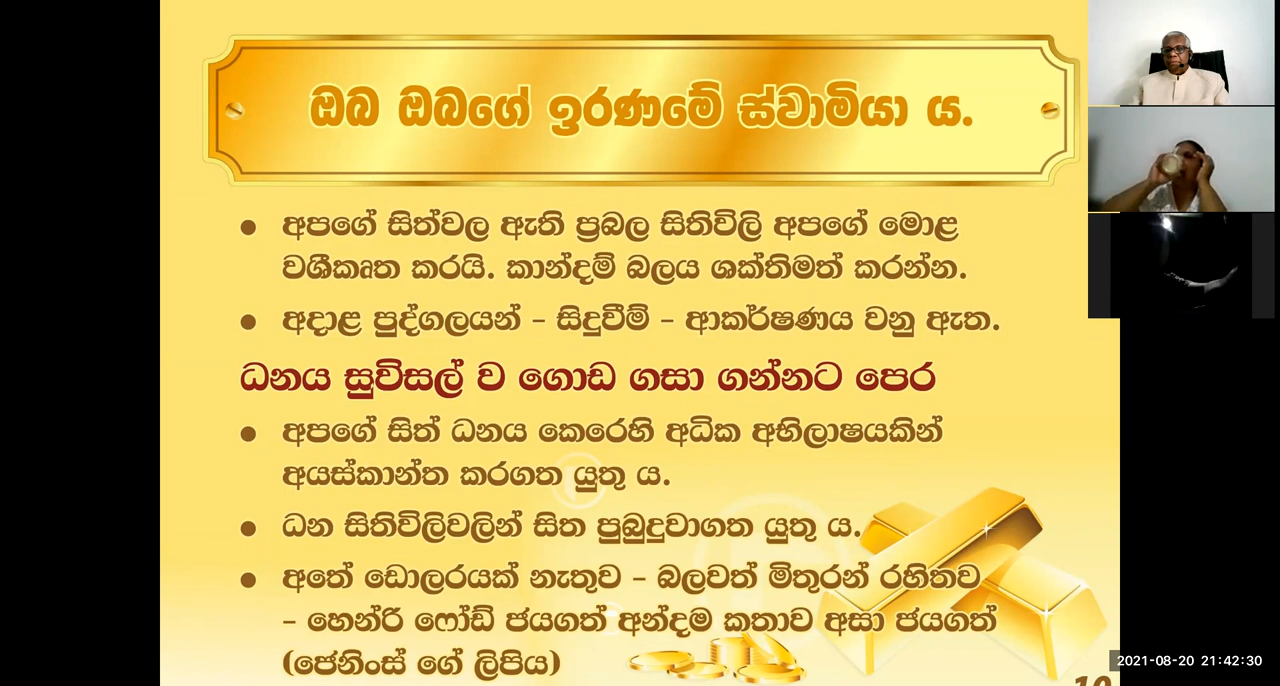 ඔබ ඔබගේ ඉරණමේ ස්වාමියා ය.
• අපගේ සිත්වල ඇති ප්‍රබල සිතිවිලි අපගේ මොළ
වශීකෘත කරයි. කාන්දම් බලය ශක්තිමත් කරන්න.
• අදාළ පුද්ගලයන් – සිදුවීම් – ආකර්ෂණය වනු ඇත.
ධනය සුවිසල් ව ගොඩ ගසා ගන්නට පෙර
• අපගේ සිත් ධනය කෙරෙහි අධික අභිලාෂයකින්
අයස්කාන්ත කරගත යුතු ය.
• ධන සිතිවිලිවලින් සිත පුබුදුවාගත යුතු ය.
• අතේ ඩොලරයක් නැතුව – බලවත් මිතුරන් රහිතව
– හෙන්රි ෆෝඩ් ජයගත් අන්දම කතාව අසා ජයගත්
(ජෙනිංස් ගේ ලිපිය)
2021-08-20 21:42:30